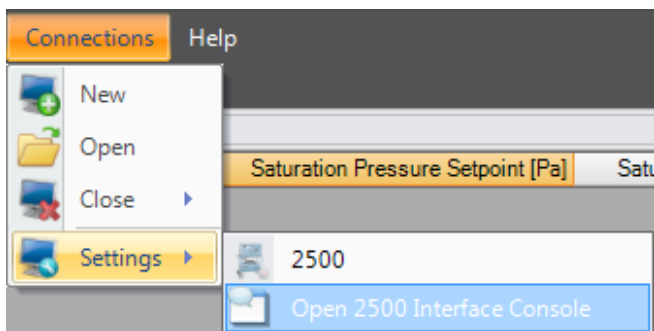 Connections Help
New
Open
Saturation Pressure Setpoint [Pa]
Close
Settings
2500
Open 2500 Interface Console